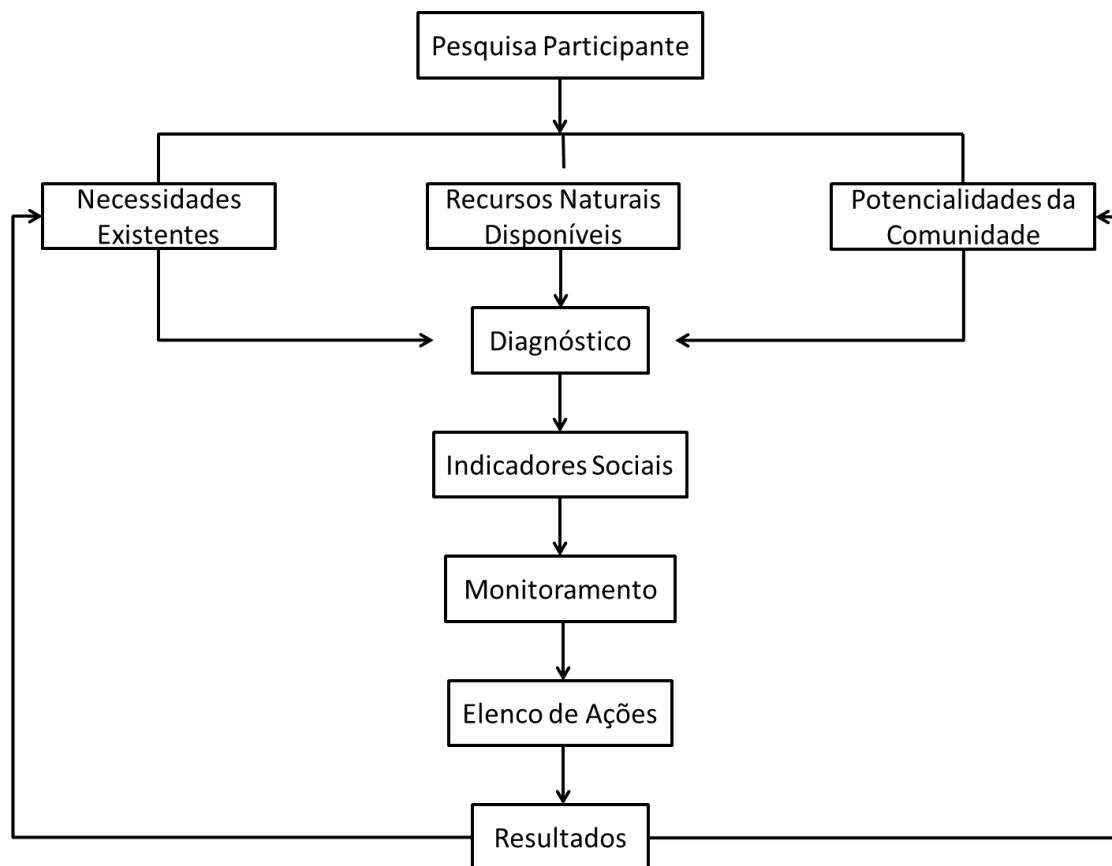 Pesquisa Participante
Necessidades
Existentes
Recursos Naturais
Disponíveis
Potencialidades da
Comunidade
Diagnóstico
Indicadores Sociais
Monitoramento
Elenco de Ações
Resultados